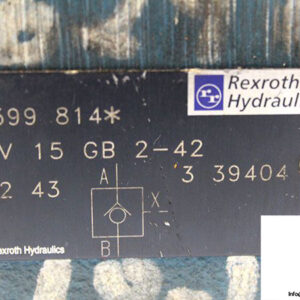 Rexroth
Hydraul
599 814*
V 15 GB 2-42
2 43
3 39404
A
X
B
exroth Hydraulics